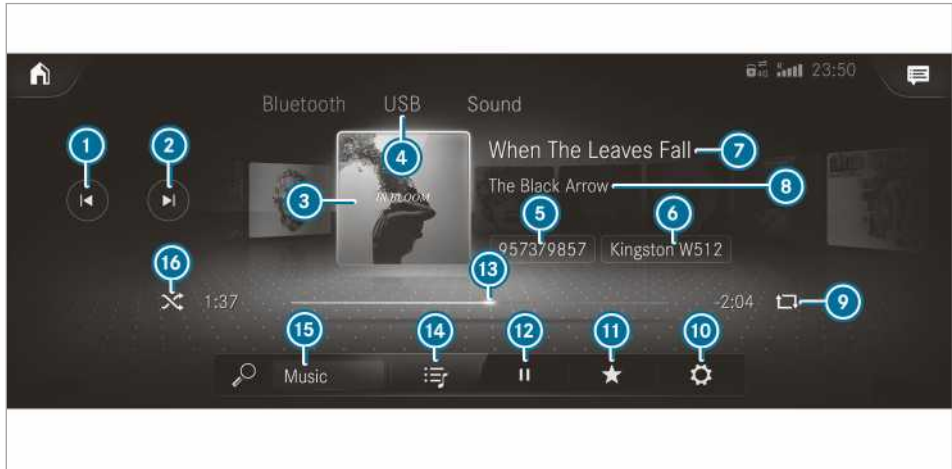 4G 23:50
Bluetooth USB Sound
1
2
4
When The Leaves Fall 7
3
IN BLOOM
The Black Arrow 8
5
6
957379857 Kingston W512
16
13
1:37 -2:04 9
15
14
12
11
10
Music